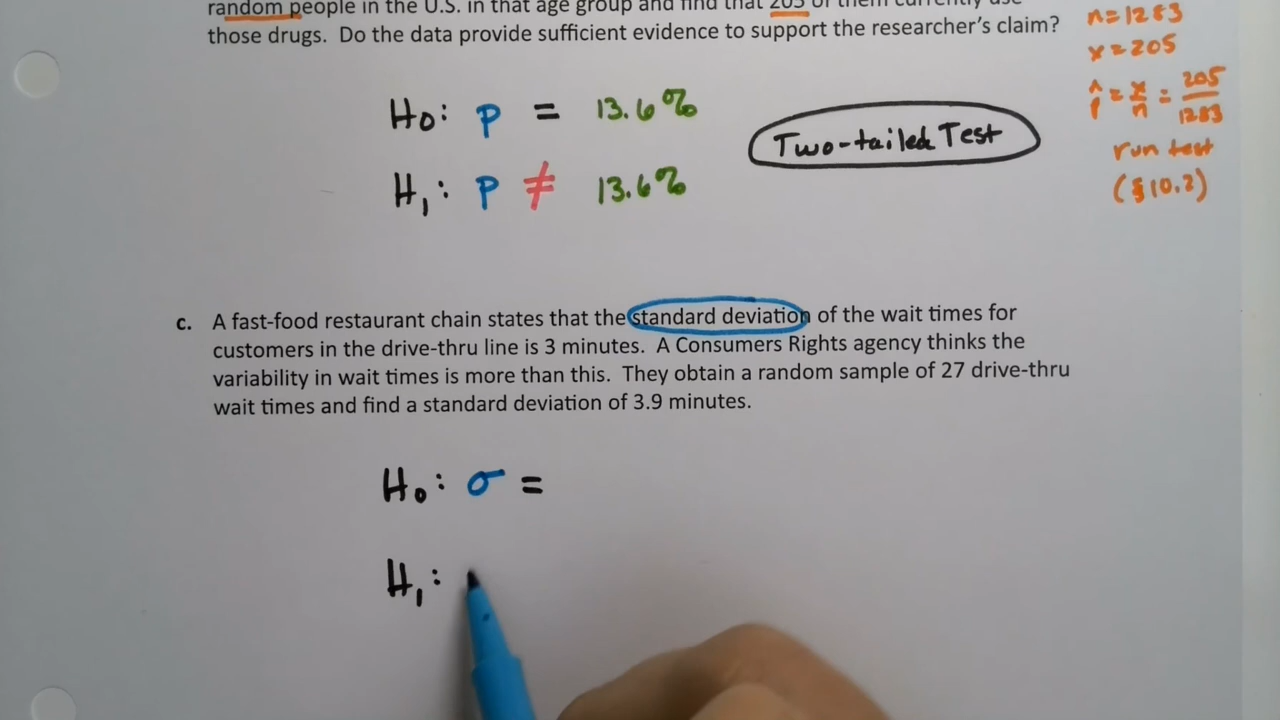 random people in the U.S. in that age group and find that 205 of them currently use
those drugs. Do the data provide sufficient evidence to support the researcher's claim?
n=1283
x=205
p̂ = x/n = 205/1283
run test
(§10.2)
Ho: p = 13.6%
H1: p ≠ 13.6%
Two-tailed Test
c. A fast-food restaurant chain states that the standard deviation of the wait times for
customers in the drive-thru line is 3 minutes. A Consumers Rights agency thinks the
variability in wait times is more than this. They obtain a random sample of 27 drive-thru
wait times and find a standard deviation of 3.9 minutes.
Ho: σ =
H1: